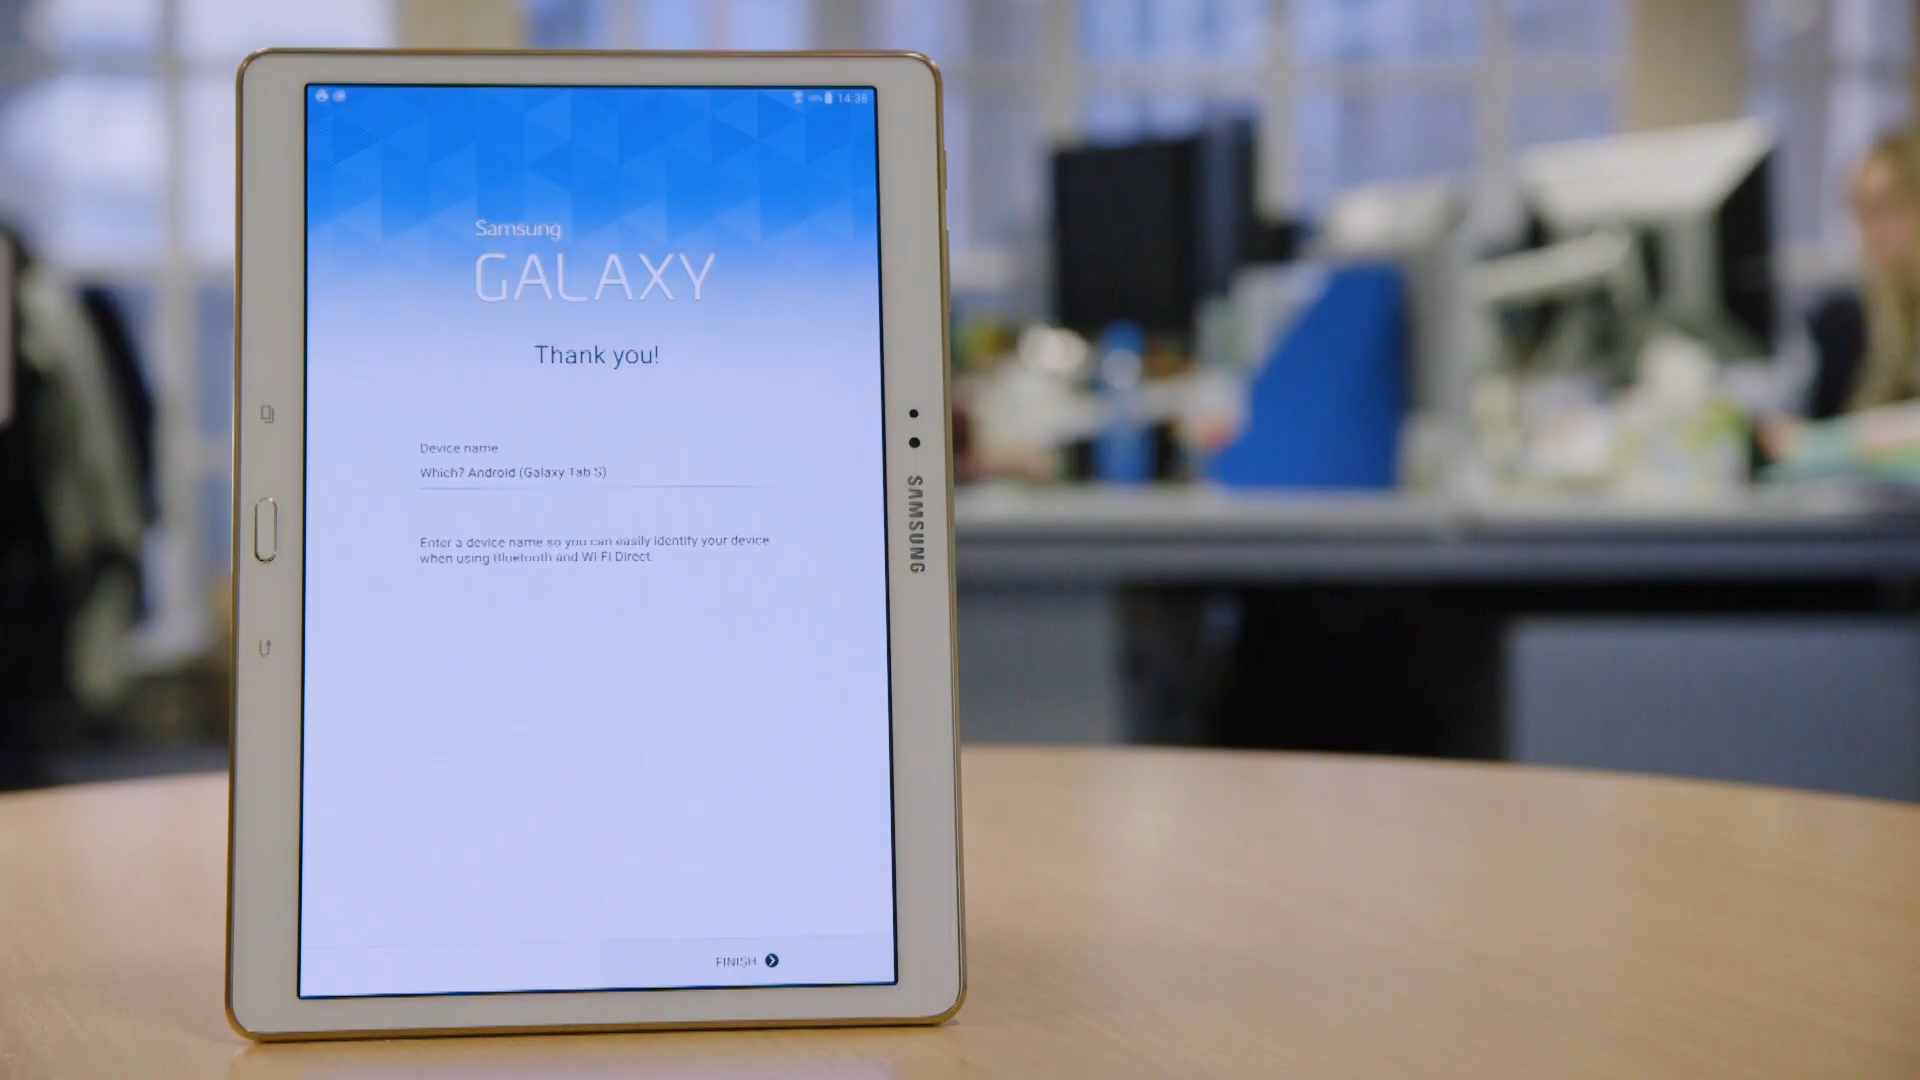 14:38
Samsung
GALAXY
Thank you!
Device name
Which? Android (Galaxy Tab S)
Enter a device name so you can easily identify your device
when using Bluetooth and Wi-Fi Direct.
FINISH
SAMSUNG